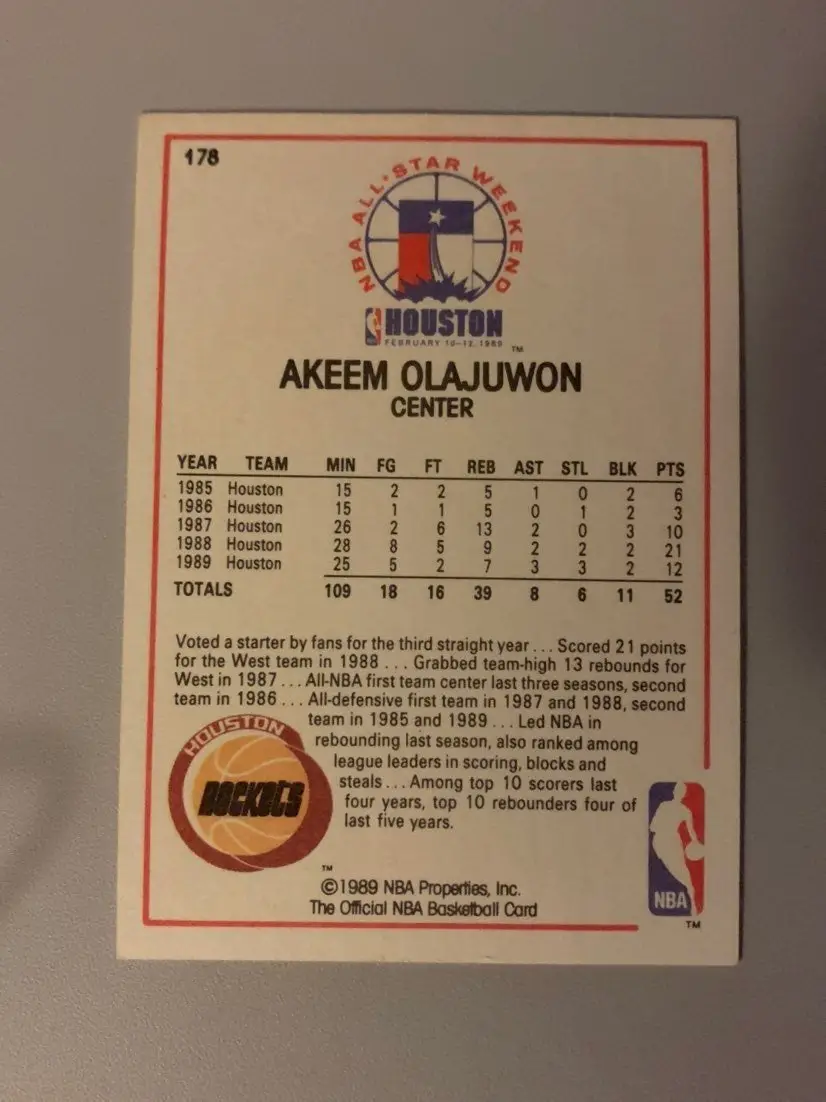 178
NBA ALL·STAR WEEKEND
HOUSTON
FEBRUARY 10-12, 1989
TM
AKEEM OLAJUWON
CENTER
YEAR TEAM MIN FG FT REB AST STL BLK PTS
1985 Houston 15 2 2 5 1 0 2 6
1986 Houston 15 1 1 5 0 1 2 3
1987 Houston 26 2 6 13 2 0 3 10
1988 Houston 28 8 5 9 2 2 2 21
1989 Houston 25 5 2 7 3 3 2 12
TOTALS 109 18 16 39 8 6 11 52
Voted a starter by fans for the third straight year . . . Scored 21 points
for the West team in 1988 . . . Grabbed team-high 13 rebounds for
West in 1987 . . . All-NBA first team center last three seasons, second
team in 1986 . . . All-defensive first team in 1987 and 1988, second
team in 1985 and 1989 . . . Led NBA in
rebounding last season, also ranked among
league leaders in scoring, blocks and
steals . . . Among top 10 scorers last
four years, top 10 rebounders four of
last five years.
HOUSTON
ROCKETS
TM
NBA
TM
©1989 NBA Properties, Inc.
The Official NBA Basketball Card